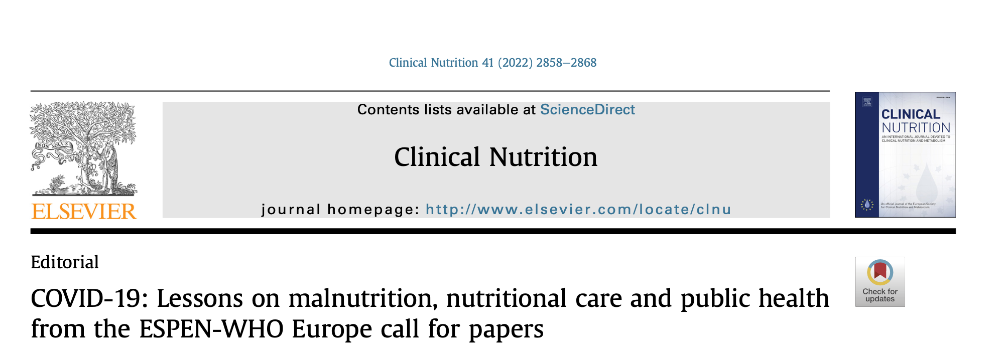 Clinical Nutrition 41 (2022) 2858–2868
Contents lists available at ScienceDirect
Clinical Nutrition
journal homepage: http://www.elsevier.com/locate/clnu
NON SOLUS
ELSEVIER
CLINICAL
NUTRITION
AN INTERNATIONAL JOURNAL DEVOTED TO
CLINICAL NUTRITION AND METABOLISM
An official journal of the European Society
for Clinical Nutrition and Metabolism.
Editorial
COVID-19: Lessons on malnutrition, nutritional care and public health
from the ESPEN-WHO Europe call for papers
Check for
updates